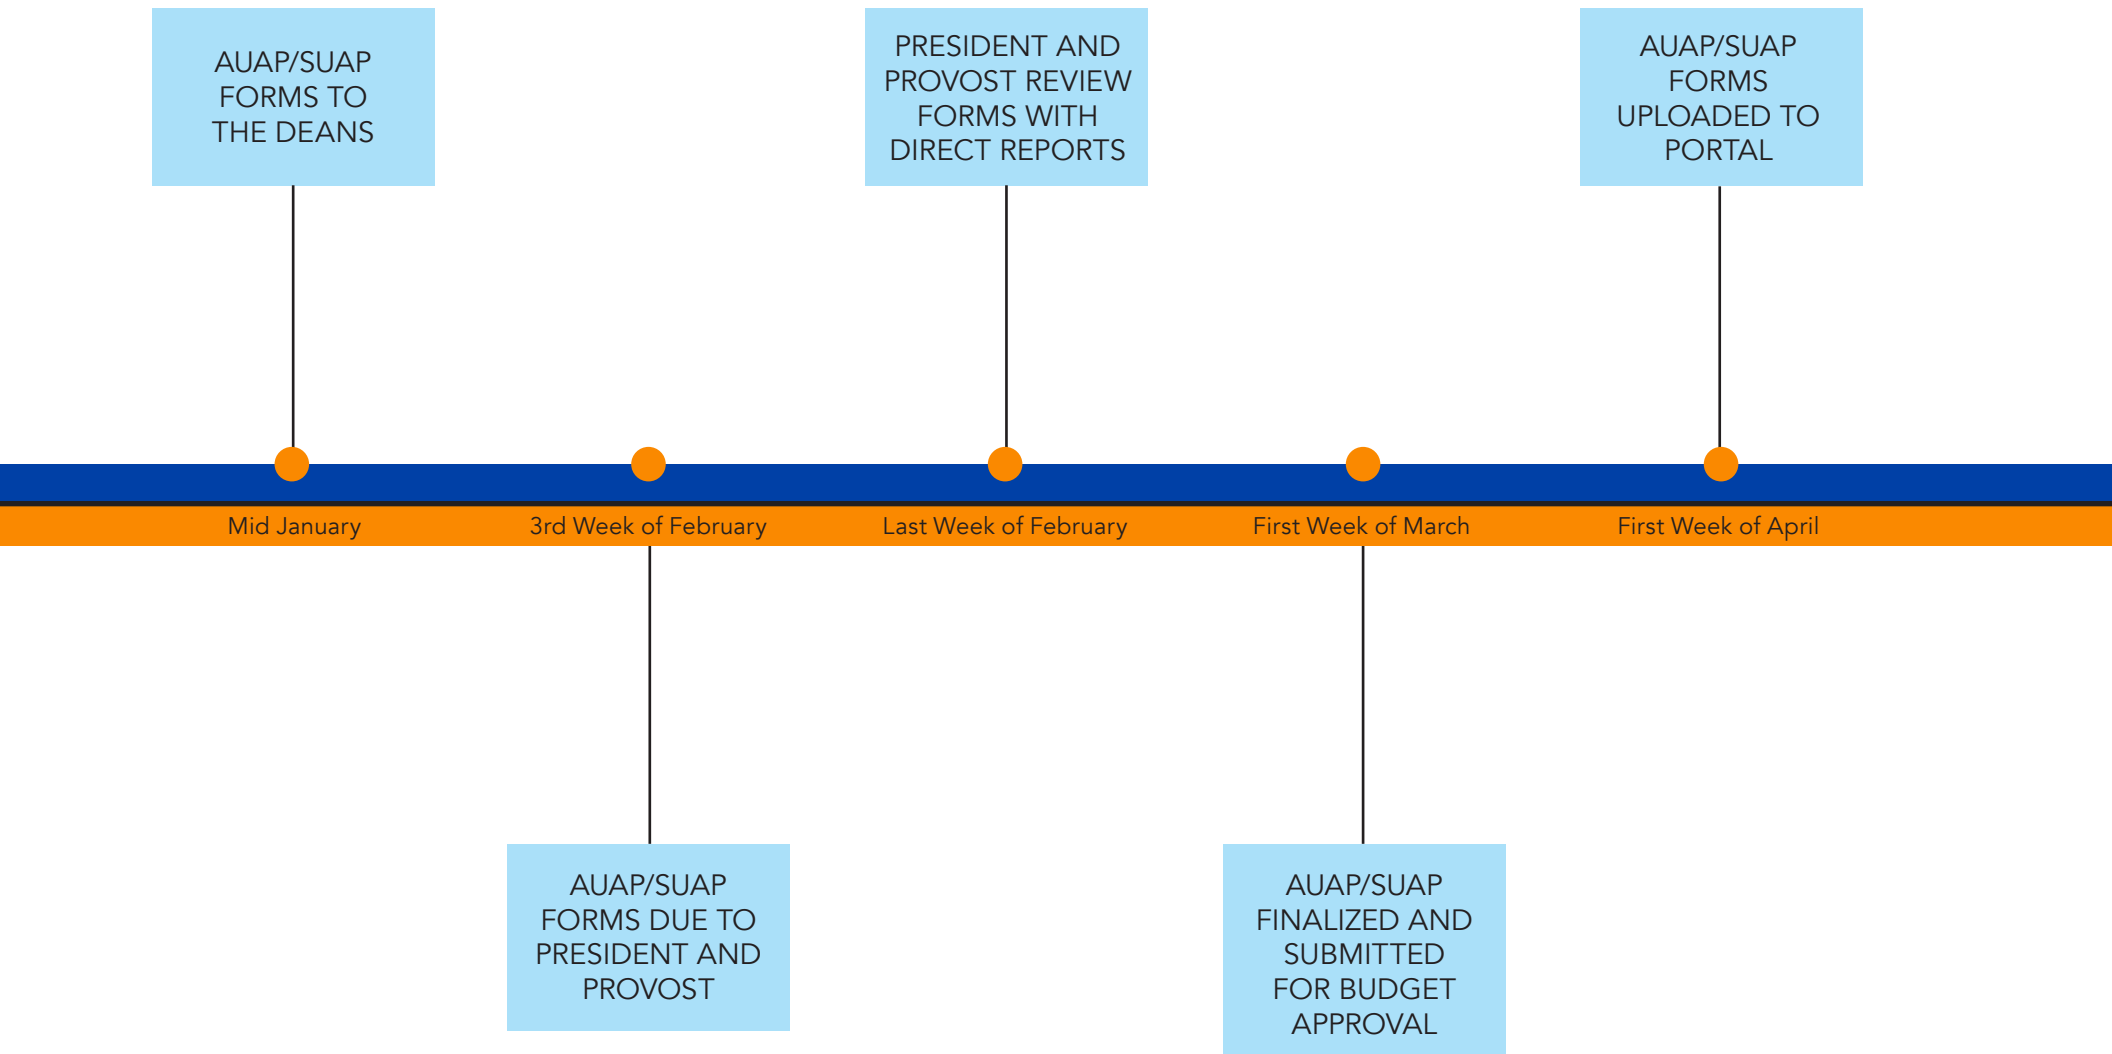 AUAP/SUAP
FORMS TO
THE DEANS
PRESIDENT AND
PROVOST REVIEW
FORMS WITH
DIRECT REPORTS
AUAP/SUAP
FORMS
UPLOADED TO
PORTAL
Mid January
3rd Week of February
Last Week of February
First Week of March
First Week of April
AUAP/SUAP
FORMS DUE TO
PRESIDENT AND
PROVOST
AUAP/SUAP
FINALIZED AND
SUBMITTED
FOR BUDGET
APPROVAL